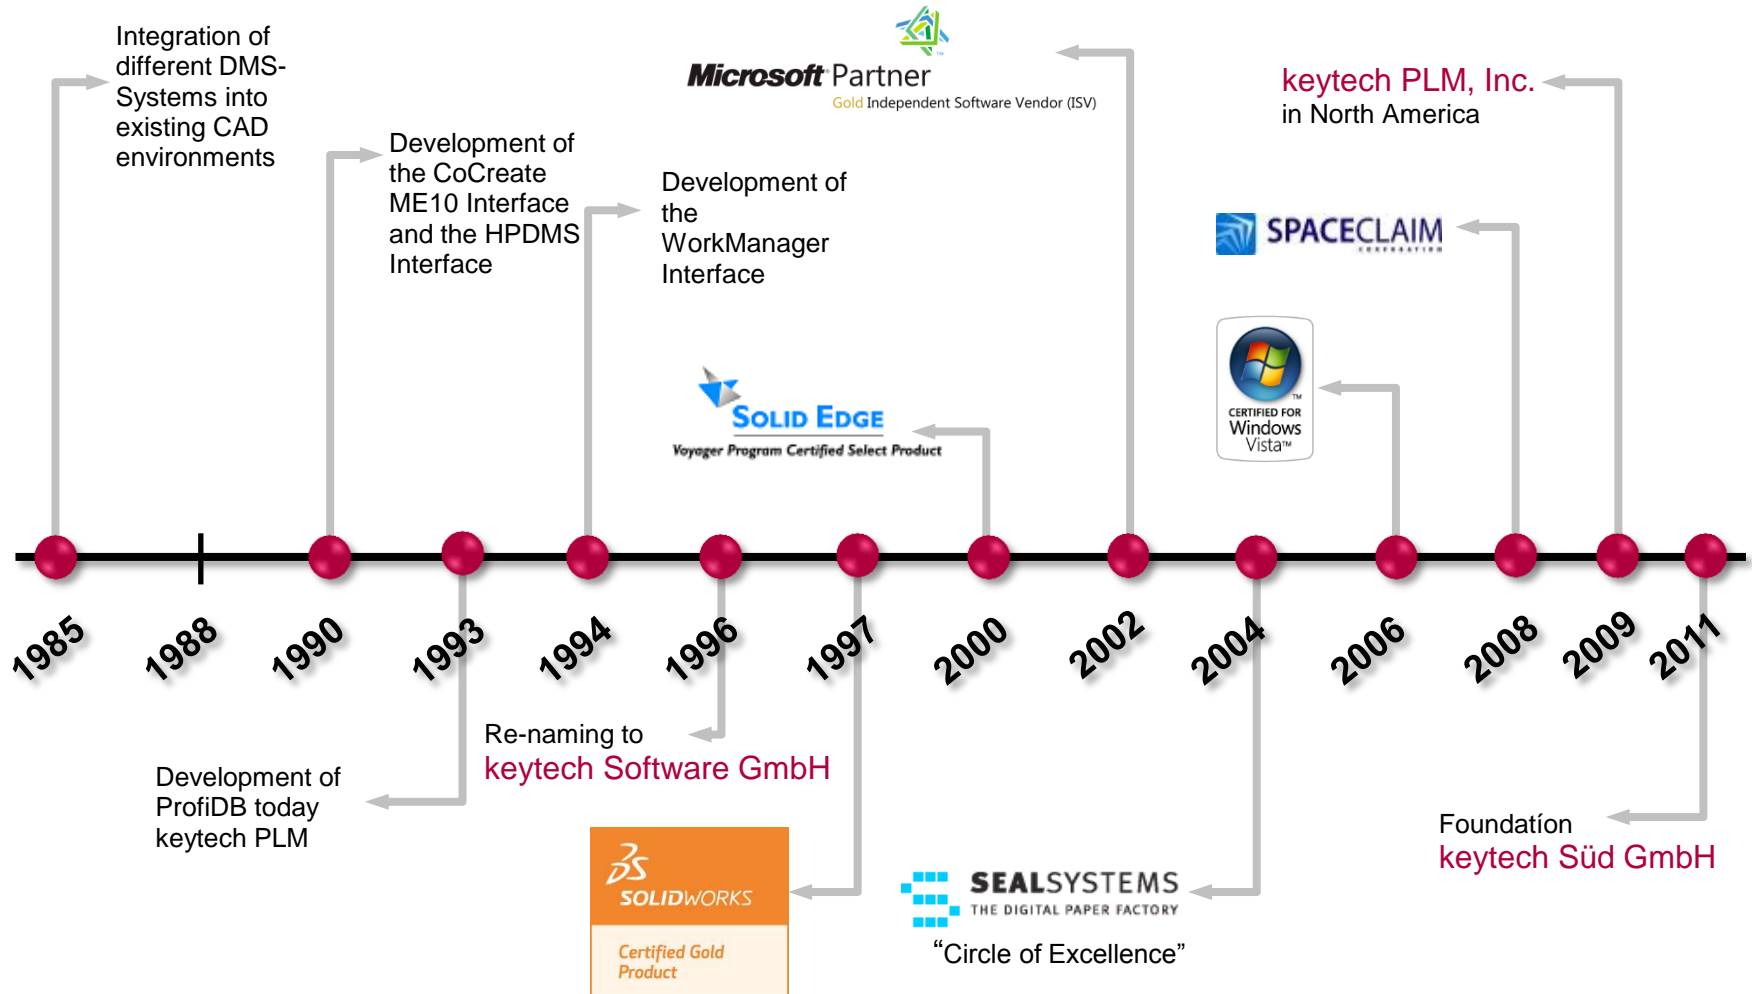 Integration of
different DMS-
Systems into
existing CAD
environments
Development of
the CoCreate
ME10 Interface
and the HPDMS
Interface
Development of
the
WorkManager
Interface
Microsoft Partner
Gold Independent Software Vendor (ISV)
keytech PLM, Inc.
in North America
SPACECLAIM
CORPORATION
CERTIFIED FOR
Windows
Vista™
SOLID EDGE
Voyager Program Certified Select Product
1985
1988
1990
1993
1994
1996
1997
2000
2002
2004
2006
2008
2009
2011
Development of
ProfiDB today
keytech PLM
Re-naming to
keytech Software GmbH
SOLIDWORKS
Certified Gold
Product
SEALSYSTEMS
THE DIGITAL PAPER FACTORY
“Circle of Excellence”
Foundatíon
keytech Süd GmbH